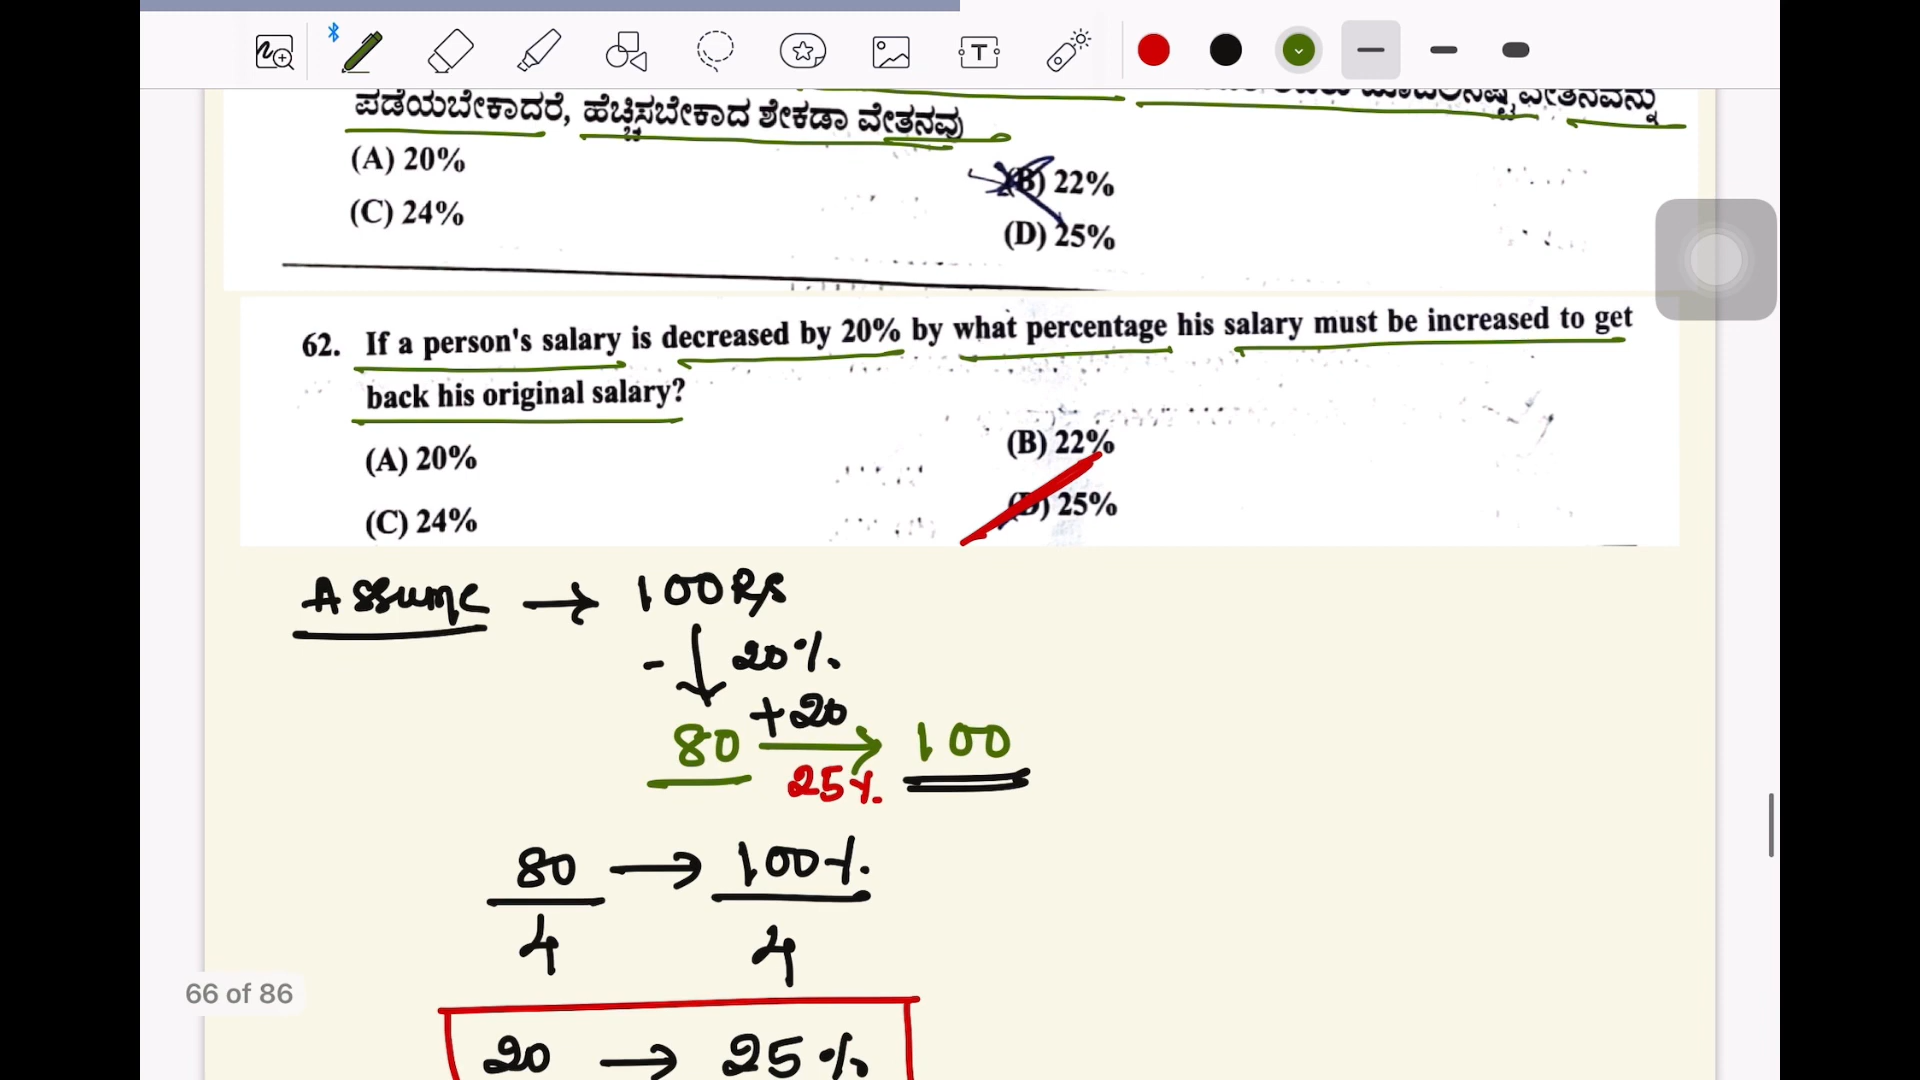 T
ವೇತನವನ್ನು
ಪಡೆಯಬೇಕಾದರೆ, ಹೆಚ್ಚಿಸಬೇಕಾದ ಶೇಕಡಾ ವೇತನವು
(A) 20%
(B) 22%
(C) 24%
(D) 25%
62. If a person's salary is decreased by 20% by what percentage his salary must be increased to get
back his original salary?
(A) 20%
(B) 22%
(C) 24%
(D) 25%
Assume → 100Rs
- ↓ 20%
+20
80 → 100
25%
80 → 100%
4 4
66 of 86
20 → 25%